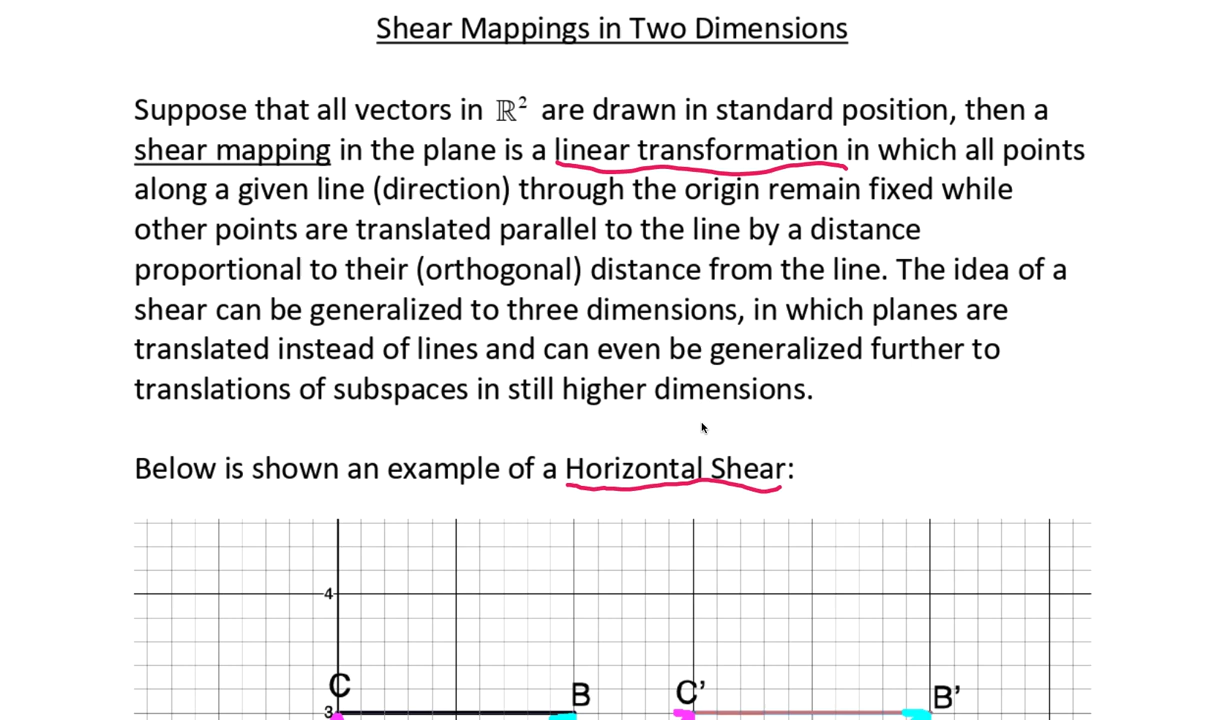 Shear Mappings in Two Dimensions
Suppose that all vectors in ℝ² are drawn in standard position, then a
shear mapping in the plane is a linear transformation in which all points
along a given line (direction) through the origin remain fixed while
other points are translated parallel to the line by a distance
proportional to their (orthogonal) distance from the line. The idea of a
shear can be generalized to three dimensions, in which planes are
translated instead of lines and can even be generalized further to
translations of subspaces in still higher dimensions.
Below is shown an example of a Horizontal Shear:
4
C B C’ B’
3